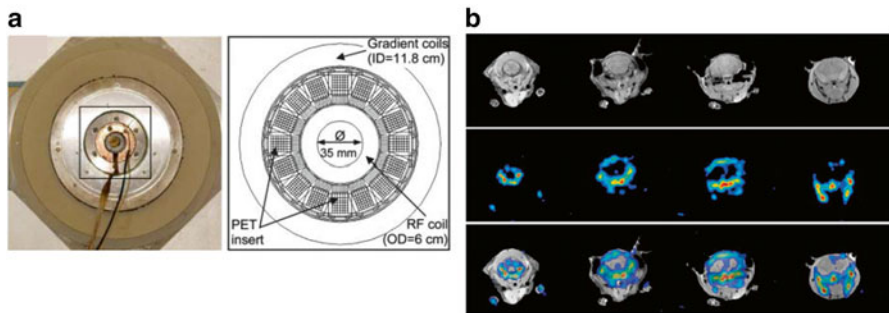 a
Gradient coils
(ID=11.8 cm)
Ø
35 mm
PET
insert
RF coil
(OD=6 cm)
b